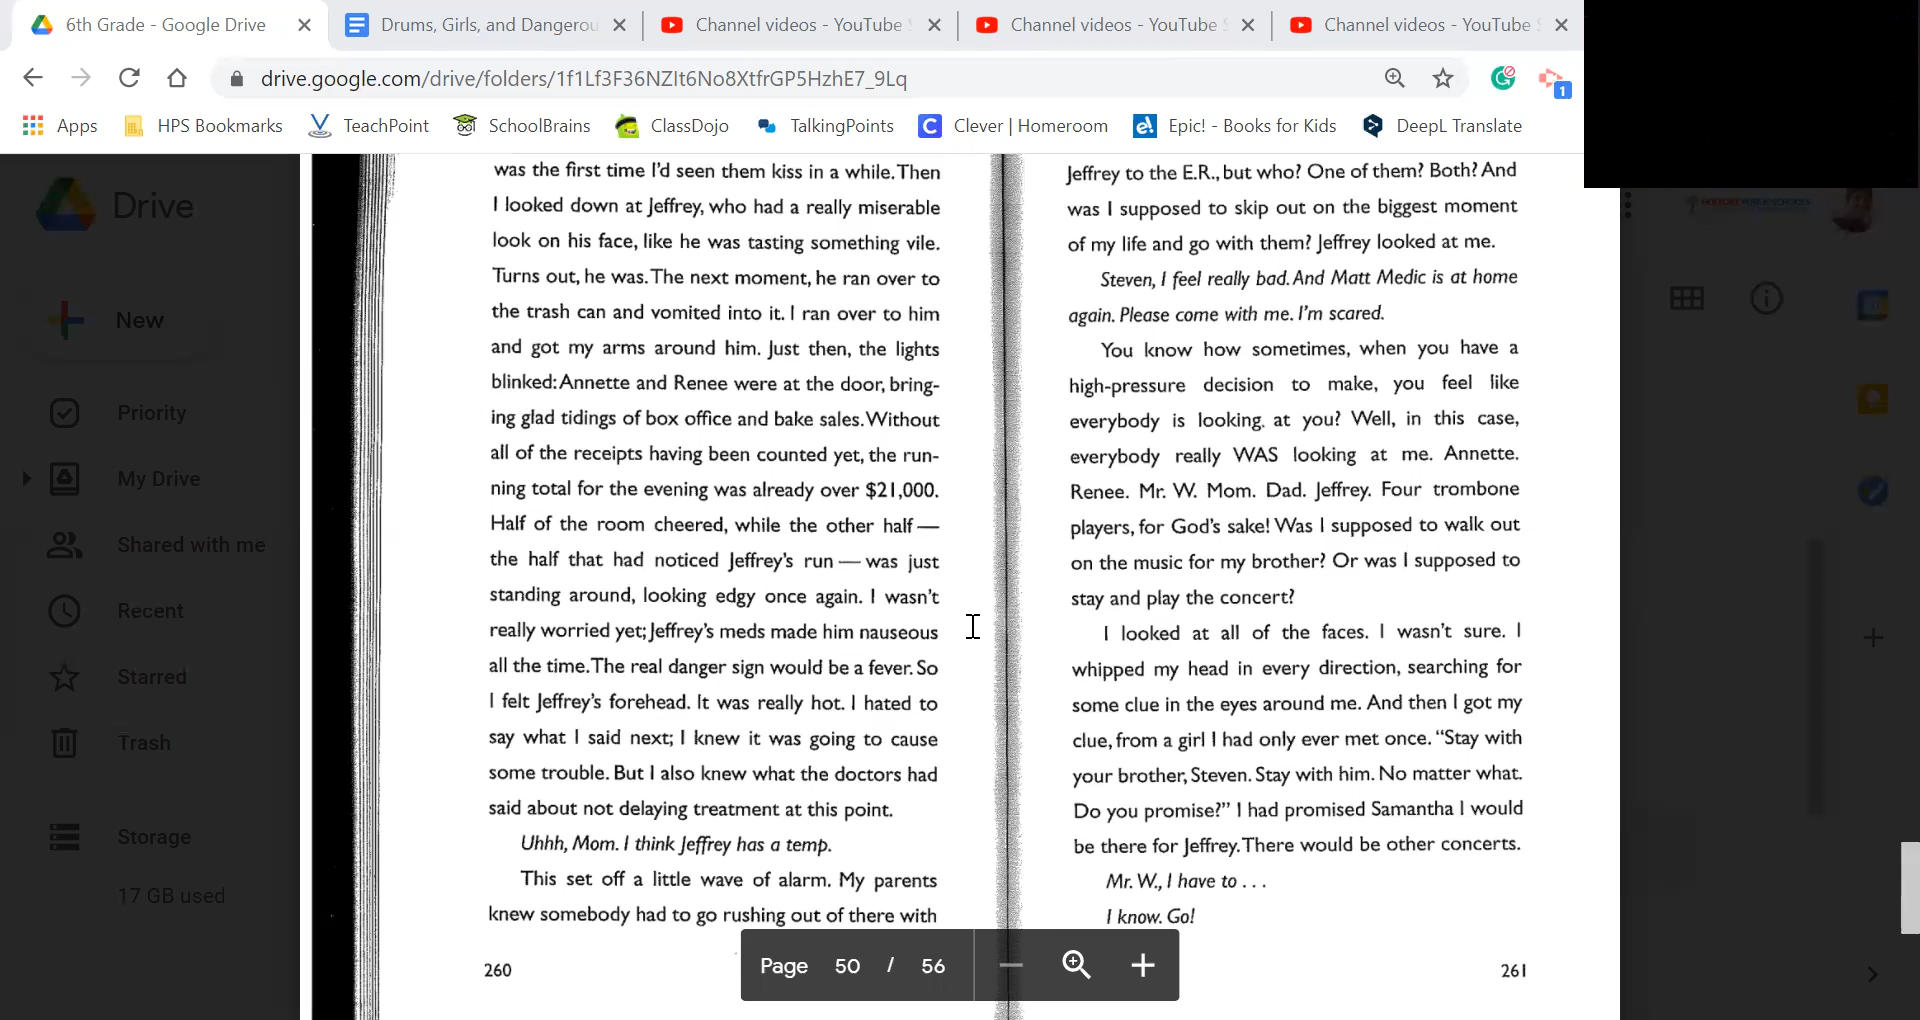 6th Grade - Google Drive
Drums, Girls, and Dangerou
Channel videos - YouTube
Channel videos - YouTube
Channel videos - YouTube
drive.google.com/drive/folders/1f1Lf3F36NZIt6No8XtfrGP5HzhE7_9Lq
1
Apps
HPS Bookmarks
TeachPoint
SchoolBrains
ClassDojo
TalkingPoints
Clever | Homeroom
Epic! - Books for Kids
DeepL Translate
Drive
New
Priority
My Drive
Shared with me
Recent
Starred
Trash
Storage
17 GB used
was the first time I'd seen them kiss in a while. Then
I looked down at Jeffrey, who had a really miserable
look on his face, like he was tasting something vile.
Turns out, he was. The next moment, he ran over to
the trash can and vomited into it. I ran over to him
and got my arms around him. Just then, the lights
blinked: Annette and Renee were at the door, bring-
ing glad tidings of box office and bake sales. Without
all of the receipts having been counted yet, the run-
ning total for the evening was already over $21,000.
Half of the room cheered, while the other half —
the half that had noticed Jeffrey's run — was just
standing around, looking edgy once again. I wasn't
really worried yet; Jeffrey's meds made him nauseous
all the time. The real danger sign would be a fever. So
I felt Jeffrey's forehead. It was really hot. I hated to
say what I said next; I knew it was going to cause
some trouble. But I also knew what the doctors had
said about not delaying treatment at this point.
Uhhh, Mom. I think Jeffrey has a temp.
This set off a little wave of alarm. My parents
knew somebody had to go rushing out of there with
260
Jeffrey to the E.R., but who? One of them? Both? And
was I supposed to skip out on the biggest moment
of my life and go with them? Jeffrey looked at me.
Steven, I feel really bad. And Matt Medic is at home
again. Please come with me. I'm scared.
You know how sometimes, when you have a
high-pressure decision to make, you feel like
everybody is looking at you? Well, in this case,
everybody really WAS looking at me. Annette.
Renee. Mr. W. Mom. Dad. Jeffrey. Four trombone
players, for God's sake! Was I supposed to walk out
on the music for my brother? Or was I supposed to
stay and play the concert?
I looked at all of the faces. I wasn't sure. I
whipped my head in every direction, searching for
some clue in the eyes around me. And then I got my
clue, from a girl I had only ever met once. "Stay with
your brother, Steven. Stay with him. No matter what.
Do you promise?" I had promised Samantha I would
be there for Jeffrey. There would be other concerts.
Mr. W., I have to . . .
I know. Go!
261
Page 50 / 56